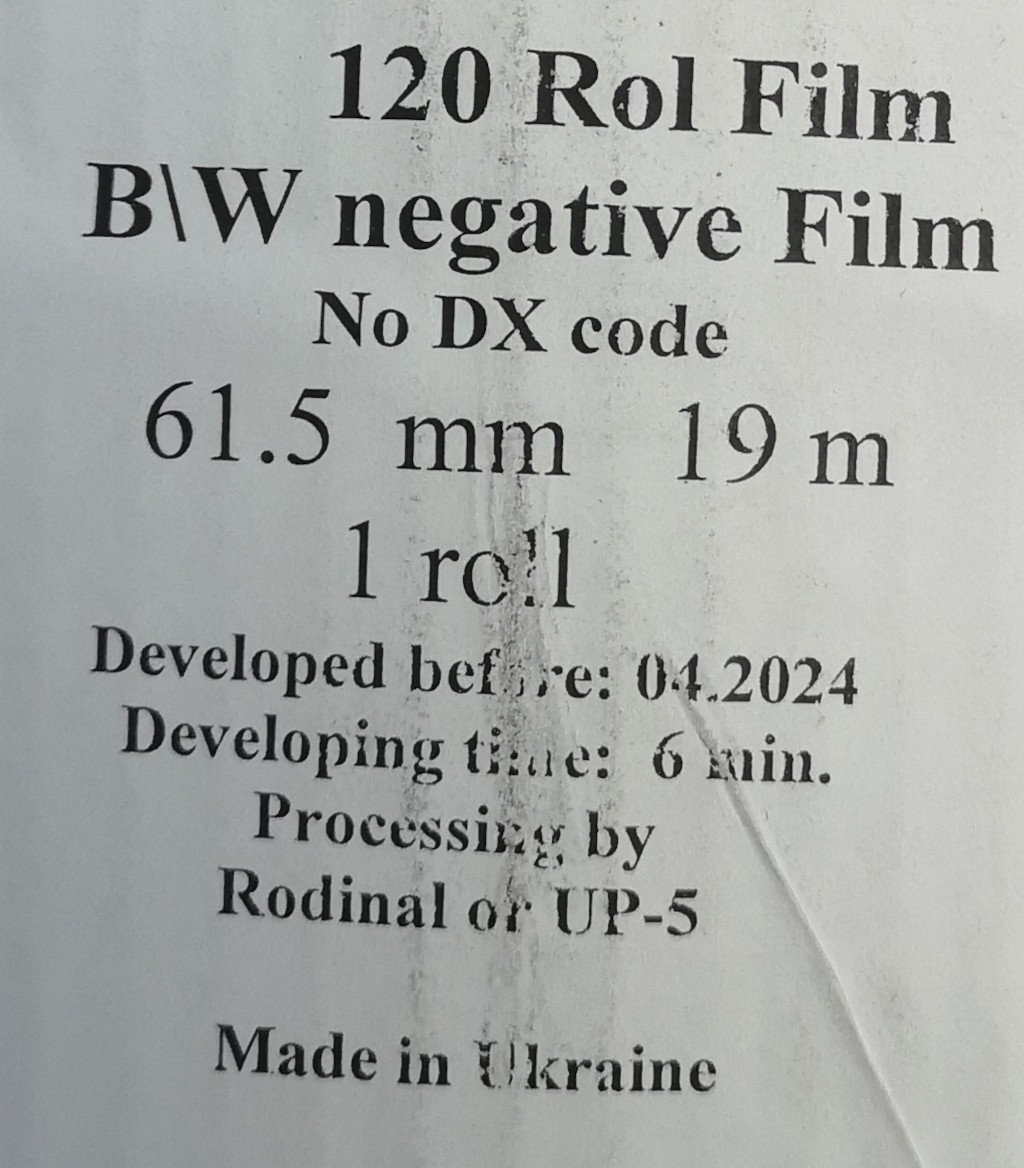 120 Rol Film
B\W negative Film
No DX code
61.5 mm 19 m
1 roll
Developed before: 04.2024
Developing time: 6 min.
Processing by
Rodinal or UP-5
Made in Ukraine